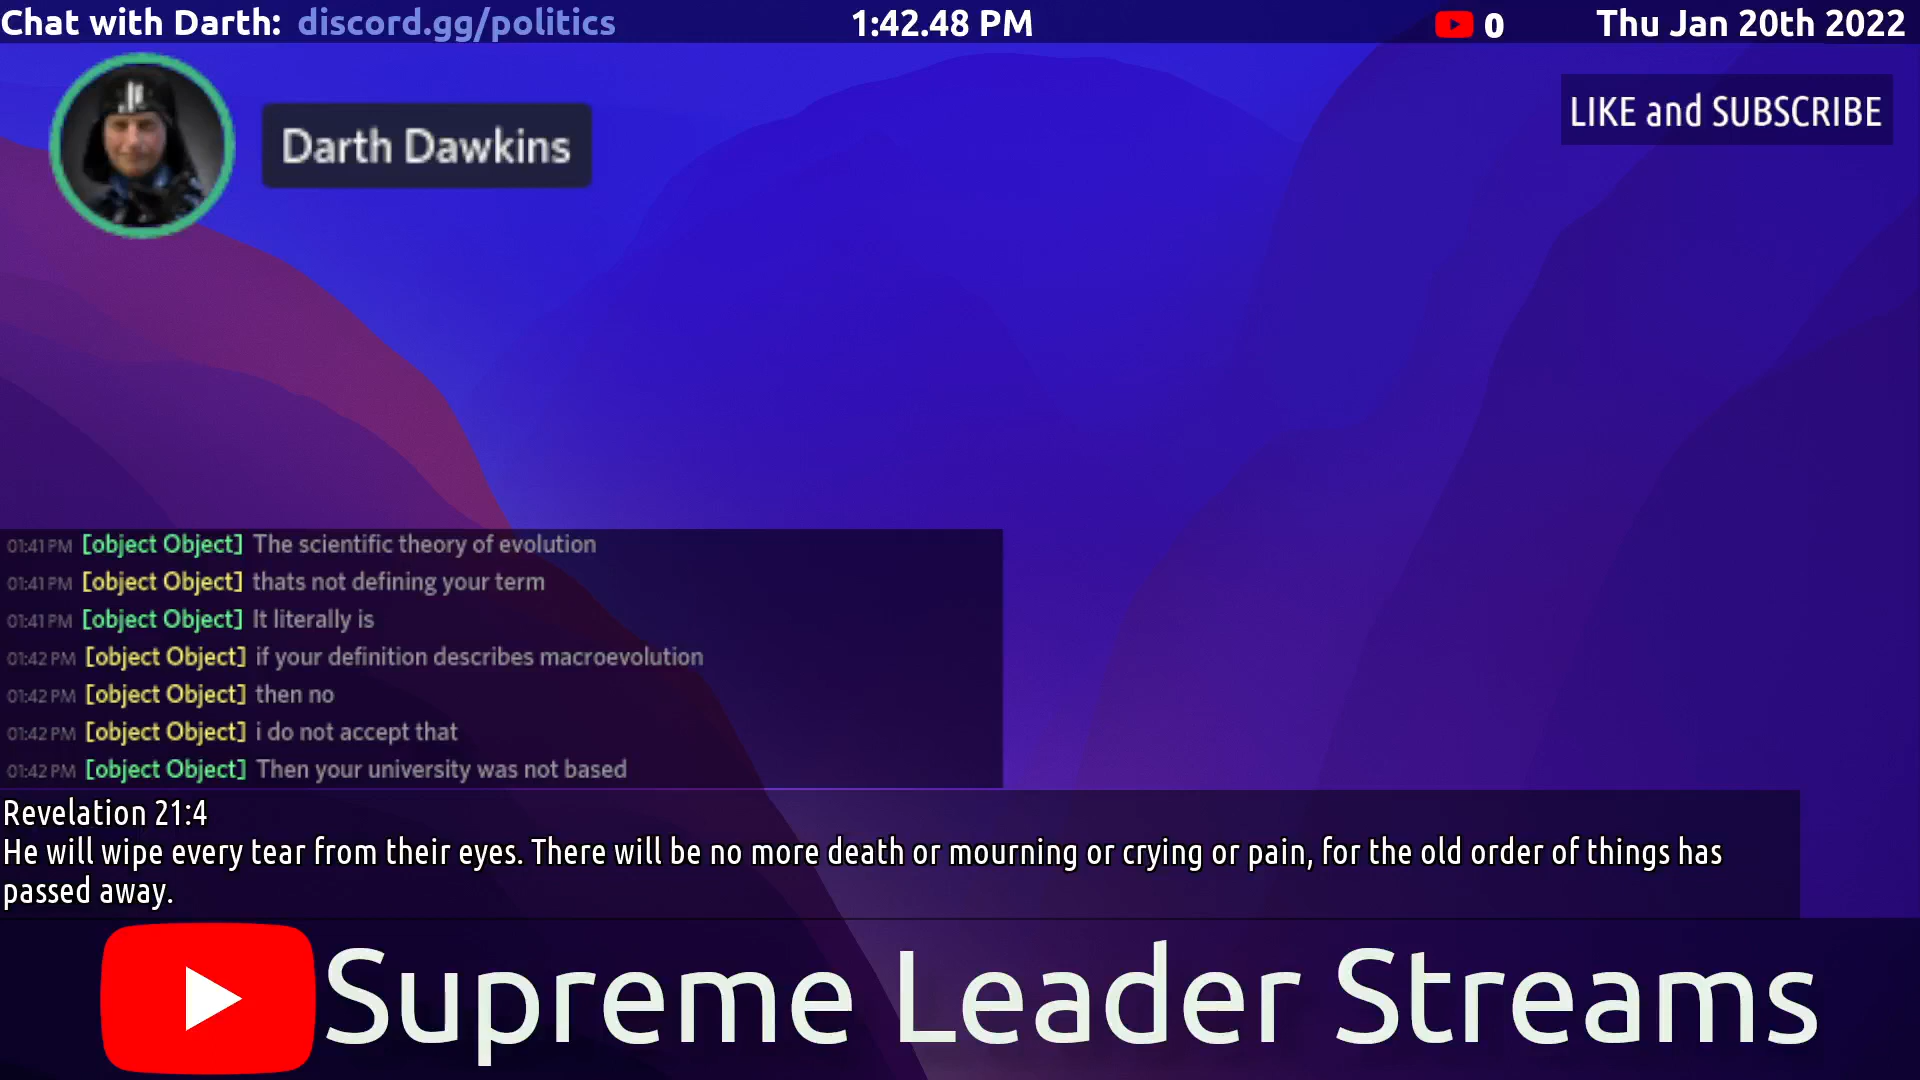 Chat with Darth: discord.gg/politics 1:42.48 PM 0 Thu Jan 20th 2022
Darth Dawkins
LIKE and SUBSCRIBE
01:41 PM [object Object] The scientific theory of evolution
01:41 PM [object Object] thats not defining your term
01:41 PM [object Object] It literally is
01:42 PM [object Object] if your definition describes macroevolution
01:42 PM [object Object] then no
01:42 PM [object Object] i do not accept that
01:42 PM [object Object] Then your university was not based
Revelation 21:4
He will wipe every tear from their eyes. There will be no more death or mourning or crying or pain, for the old order of things has
passed away.
Supreme Leader Streams